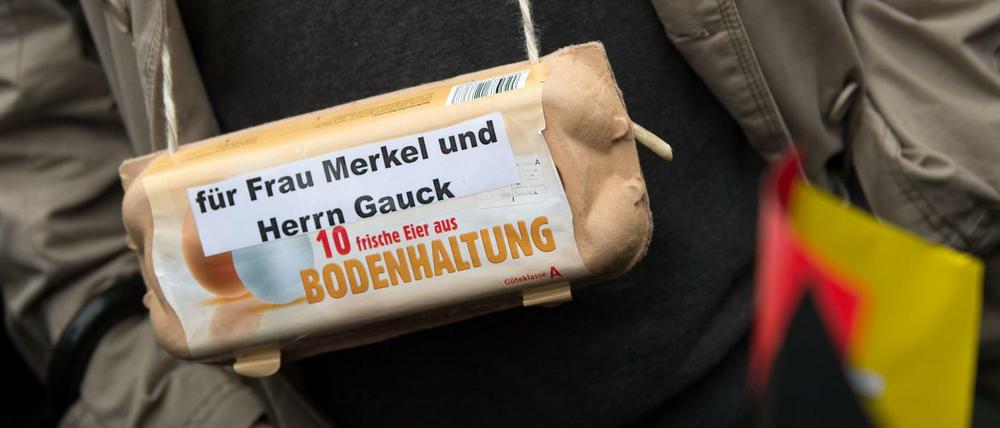 für Frau Merkel und
Herrn Gauck
10 frische Eier aus
BODENHALTUNG
Güteklasse A